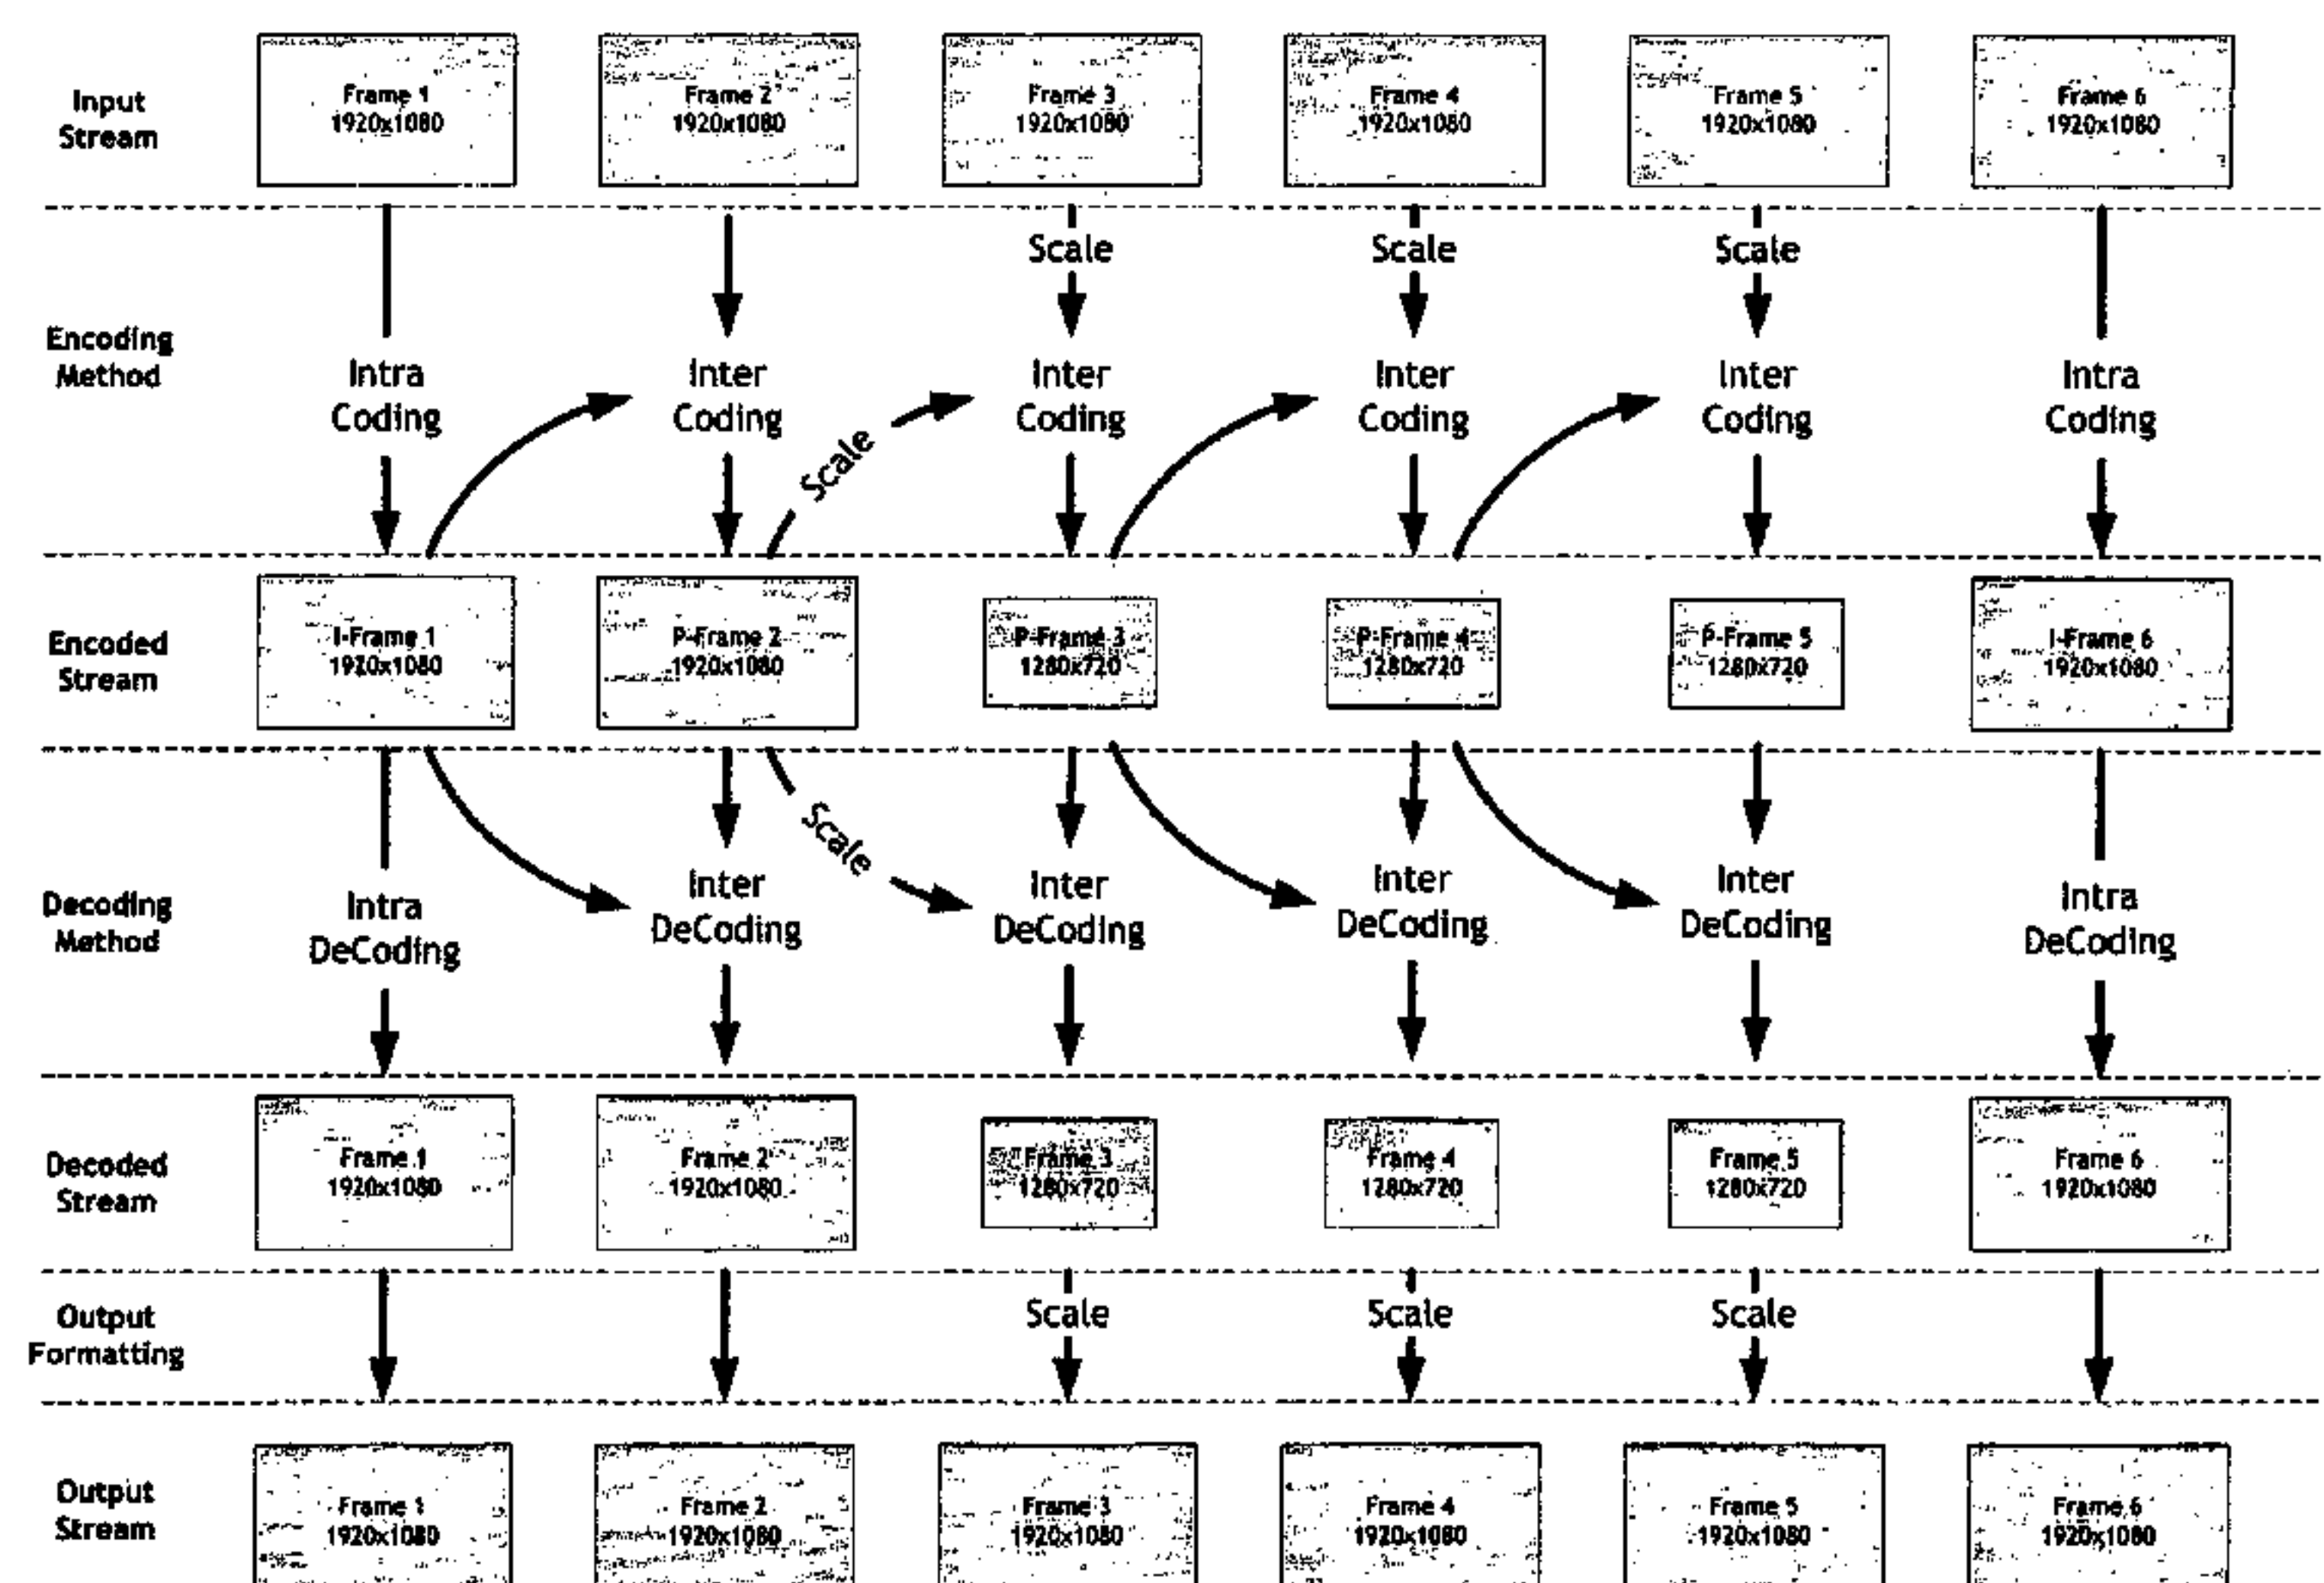 Input
Stream
Frame 1
1920x1080
Frame 2
1920x1080
Frame 3
1920x1080
Frame 4
1920x1080
Frame 5
1920x1080
Frame 6
1920x1080
Encoding
Method
Scale
Scale
Scale
Intra
Coding
Inter
Coding
Scale
Inter
Coding
Inter
Coding
Inter
Coding
Intra
Coding
Encoded
Stream
I-Frame 1
1920x1080
P-Frame 2
1920x1080
P-Frame 3
1280x720
P-Frame 4
1280x720
P-Frame 5
1280x720
I-Frame 6
1920x1080
Decoding
Method
Intra
DeCoding
Inter
DeCoding
Scale
Inter
DeCoding
Inter
DeCoding
Inter
DeCoding
Intra
DeCoding
Decoded
Stream
Frame 1
1920x1080
Frame 2
1920x1080
Frame 3
1280x720
Frame 4
1280x720
Frame 5
1280x720
Frame 6
1920x1080
Output
Formatting
Scale
Scale
Scale
Output
Stream
Frame 1
1920x1080
Frame 2
1920x1080
Frame 3
1920x1080
Frame 4
1920x1080
Frame 5
1920x1080
Frame 6
1920x1080